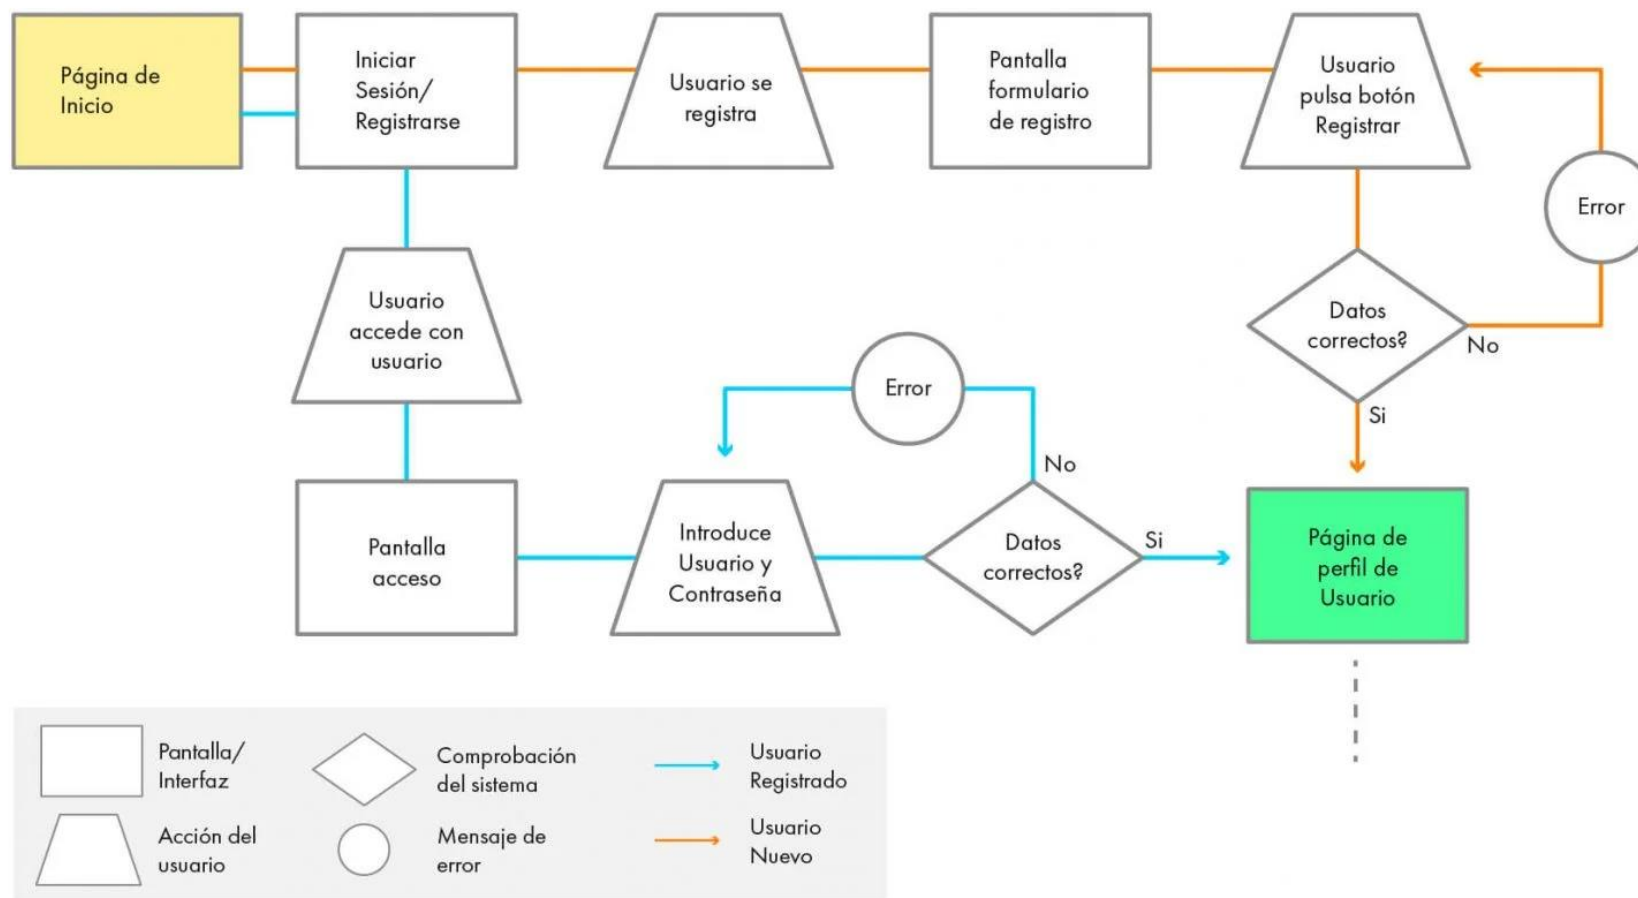 Página de
Inicio
Iniciar
Sesión/
Registrarse
Usuario se
registra
Pantalla
formulario
de registro
Usuario
pulsa botón
Registrar
Error
Usuario
accede con
usuario
Datos
correctos?
No
Si
Error
No
Pantalla
acceso
Introduce
Usuario y
Contraseña
Datos
correctos?
Si
Página de
perfil de
Usuario
Pantalla/
Interfaz
Comprobación
del sistema
Usuario
Registrado
Acción del
usuario
Mensaje de
error
Usuario
Nuevo